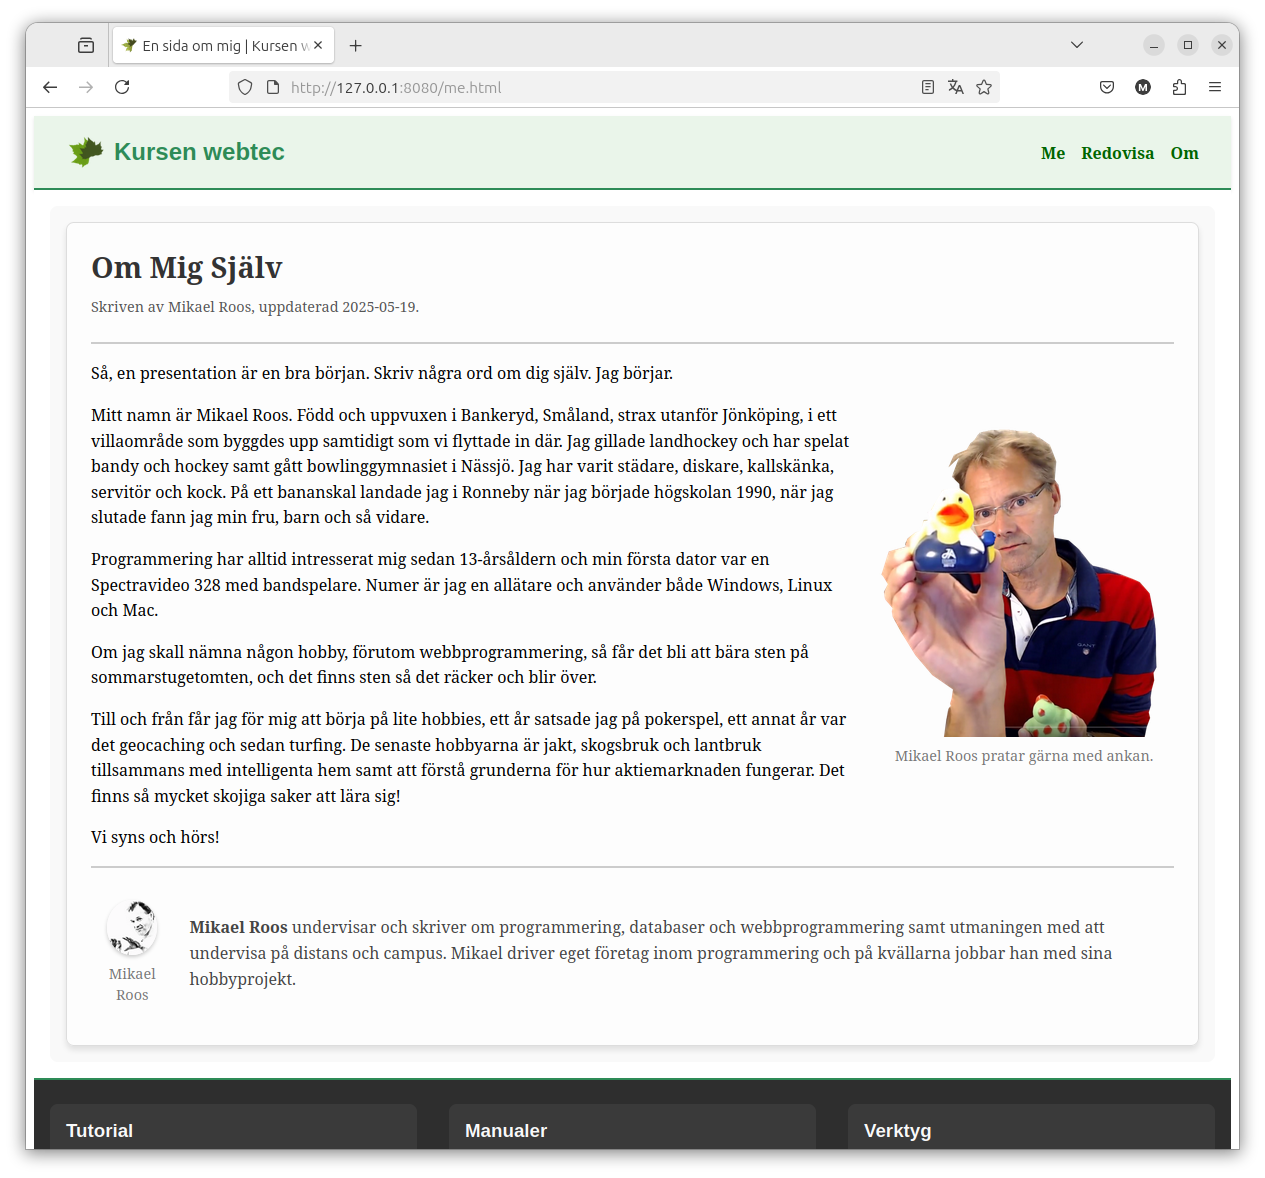 En sida om mig | Kursen w
http://127.0.0.1:8080/me.html
M
Kursen webtec
Me Redovisa Om
Om Mig Själv
Skriven av Mikael Roos, uppdaterad 2025-05-19.
Så, en presentation är en bra början. Skriv några ord om dig själv. Jag börjar.
Mitt namn är Mikael Roos. Född och uppvuxen i Bankeryd, Småland, strax utanför Jönköping, i ett
villaområde som byggdes upp samtidigt som vi flyttade in där. Jag gillade landhockey och har spelat
bandy och hockey samt gått bowlinggymnasiet i Nässjö. Jag har varit städare, diskare, kallskänka,
servitör och kock. På ett bananskal landade jag i Ronneby när jag började högskolan 1990, när jag
slutade fann jag min fru, barn och så vidare.
Programmering har alltid intresserat mig sedan 13-årsåldern och min första dator var en
Spectravideo 328 med bandspelare. Numer är jag en allätare och använder både Windows, Linux
och Mac.
Om jag skall nämna någon hobby, förutom webbprogrammering, så får det bli att bära sten på
sommarstugetomten, och det finns sten så det räcker och blir över.
Till och från får jag för mig att börja på lite hobbies, ett år satsade jag på pokerspel, ett annat år var
det geocaching och sedan turfing. De senaste hobbyarna är jakt, skogsbruk och lantbruk
tillsammans med intelligenta hem samt att förstå grunderna för hur aktiemarknaden fungerar. Det
finns så mycket skojiga saker att lära sig!
Vi syns och hörs!
GANT
Mikael Roos pratar gärna med ankan.
Mikael
Roos
Mikael Roos undervisar och skriver om programmering, databaser och webbprogrammering samt utmaningen med att
undervisa på distans och campus. Mikael driver eget företag inom programmering och på kvällarna jobbar han med sina
hobbyprojekt.
Tutorial
Manualer
Verktyg